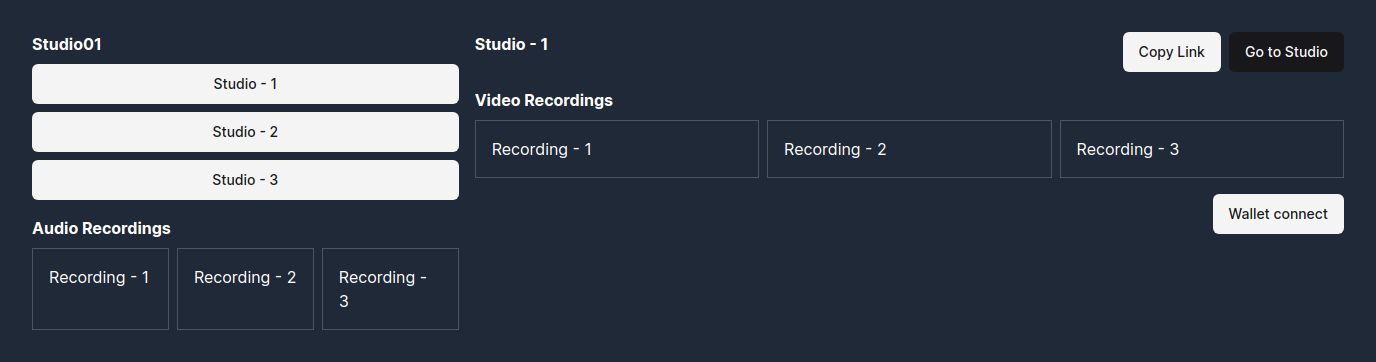 Studio01
Studio - 1
Studio - 2
Studio - 3
Audio Recordings
Recording - 1
Recording - 2
Recording -
3
Studio - 1
Copy Link
Go to Studio
Video Recordings
Recording - 1
Recording - 2
Recording - 3
Wallet connect